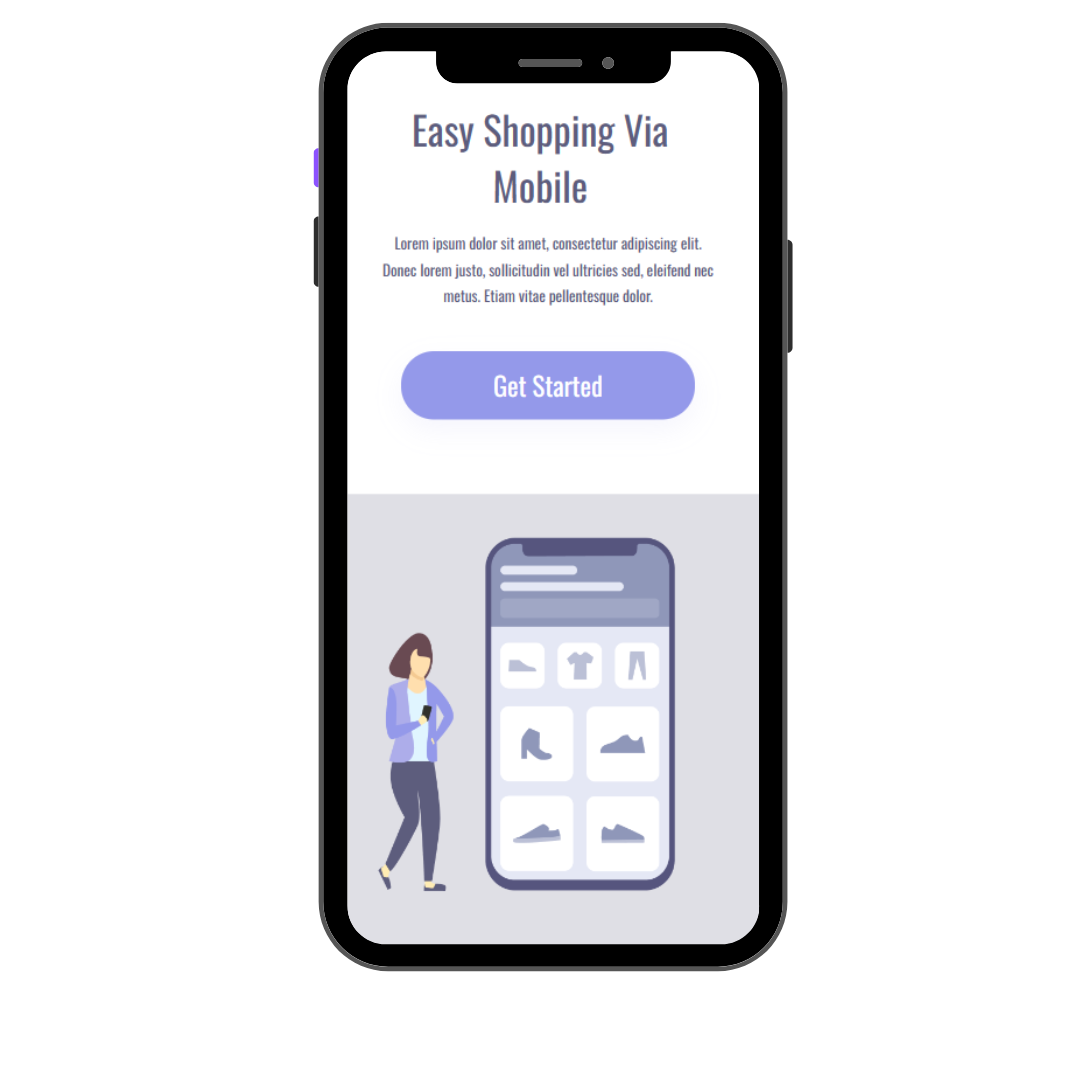 Easy Shopping Via
Mobile
Lorem ipsum dolor sit amet, consectetur adipiscing elit.
Donec lorem justo, sollicitudin vel ultricies sed, eleifend nec
metus. Etiam vitae pellentesque dolor.
Get Started